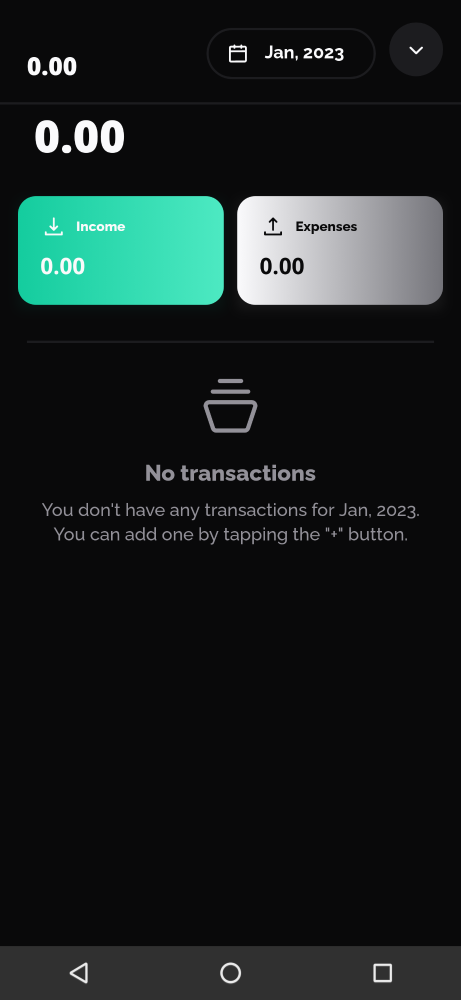 0.00
Jan, 2023
0.00
Income
0.00
Expenses
0.00
No transactions
You don't have any transactions for Jan, 2023.
You can add one by tapping the "+" button.